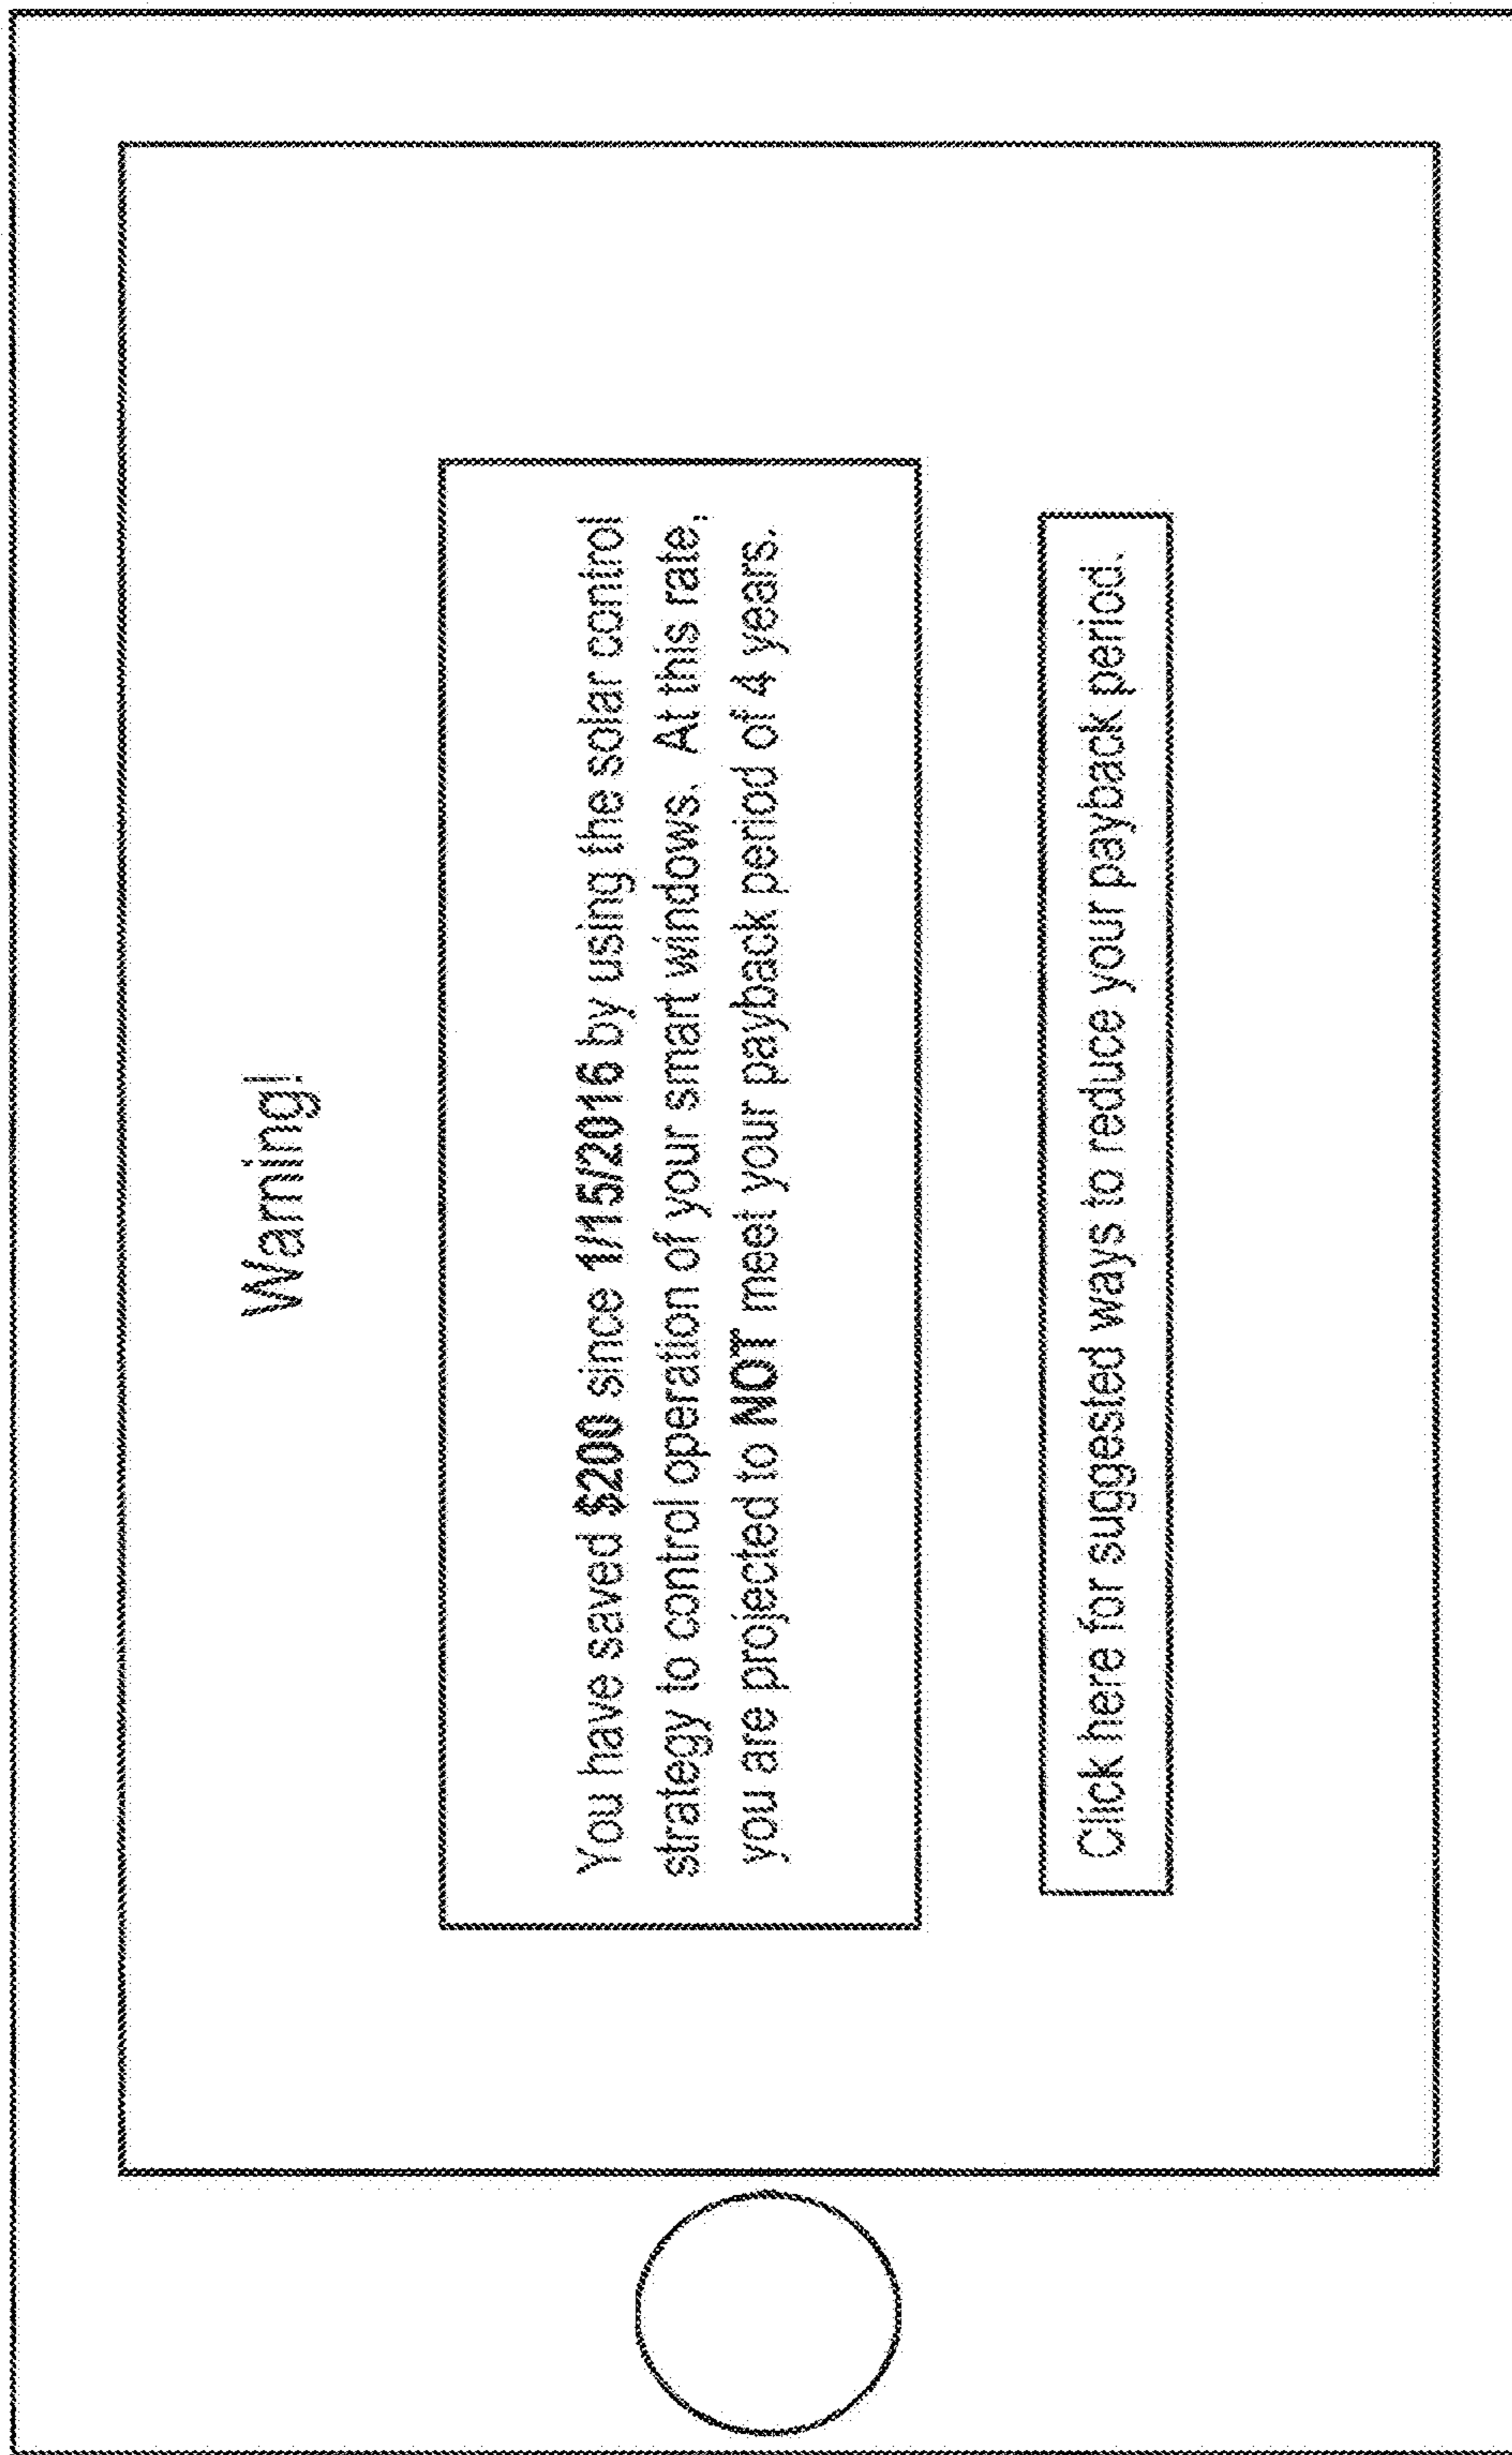 Warning!
You have saved $200 since 1/15/2016 by using the solar control
strategy to control operation of your smart windows. At this rate,
you are projected to NOT meet your payback period of 4 years.
Click here for suggested ways to reduce your payback period.